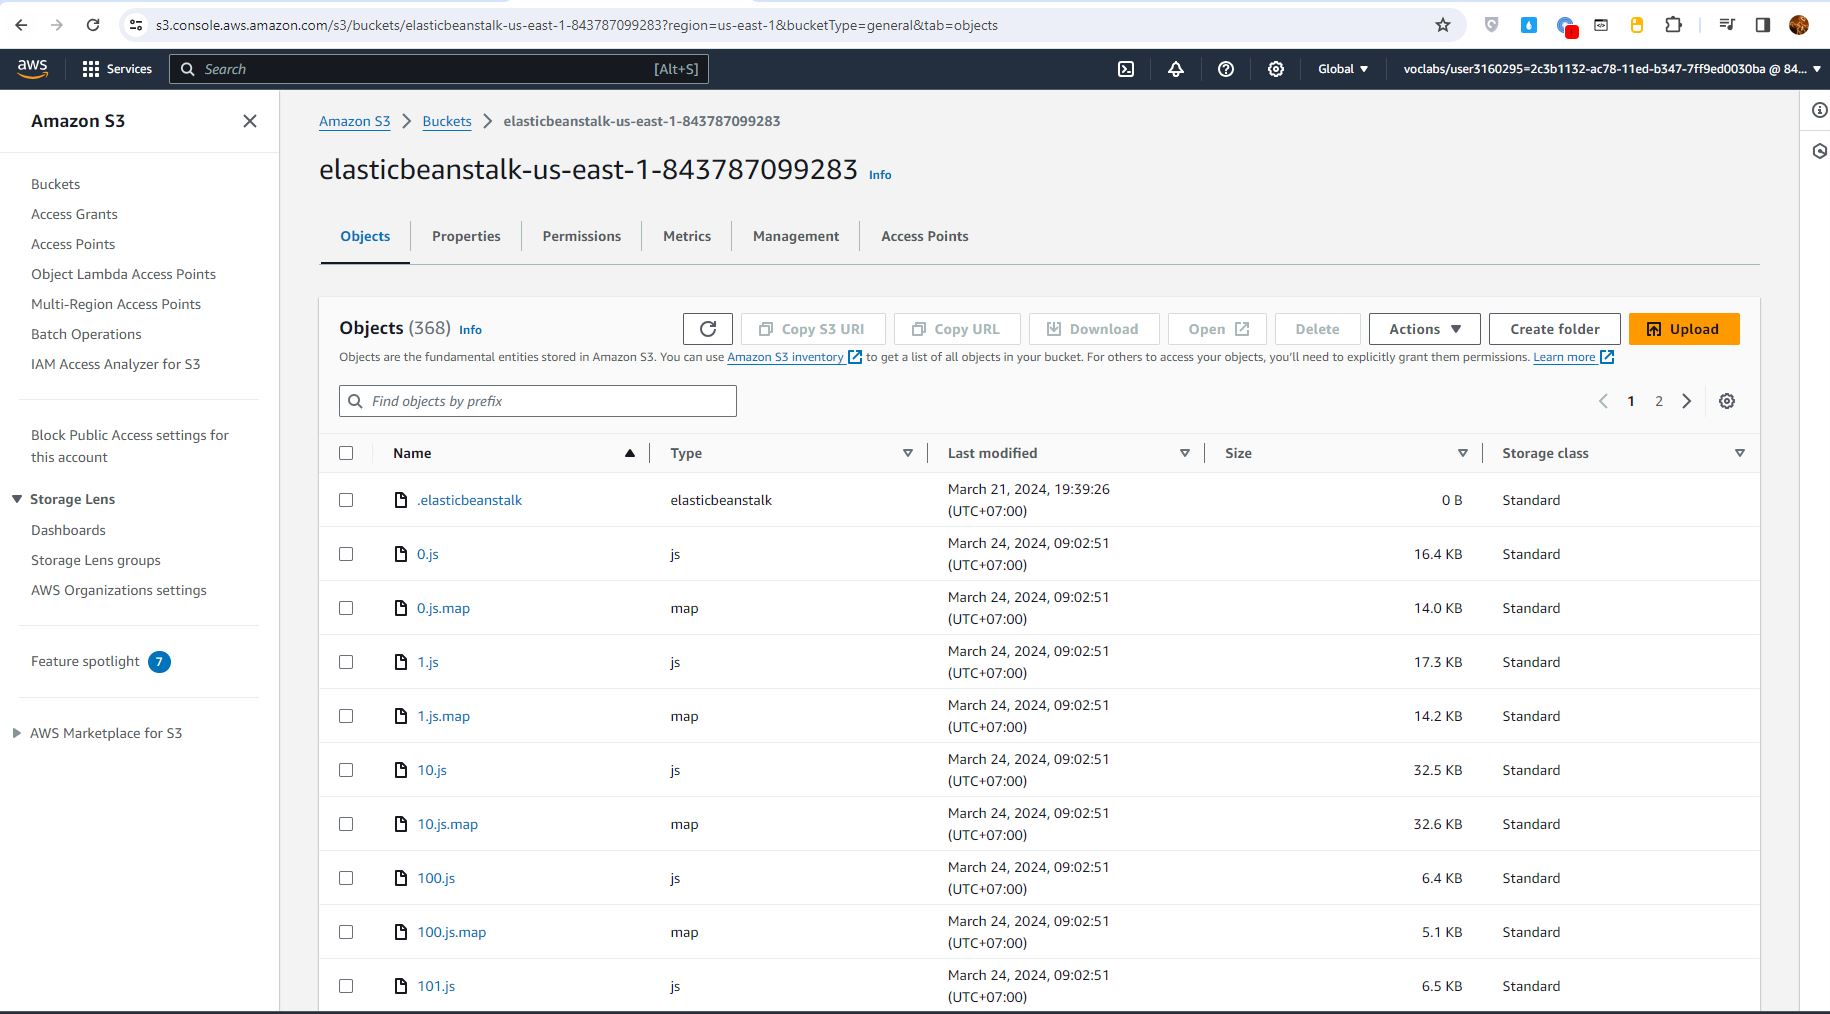 s3.console.aws.amazon.com/s3/buckets/elasticbeanstalk-us-east-1-843787099283?region=us-east-1&bucketType=general&tab=objects
aws Services Search [Alt+S] Global voclabs/user3160295=2c3b1132-ac78-11ed-b347-7ff9ed0030ba @ 84...
Amazon S3
Buckets
Access Grants
Access Points
Object Lambda Access Points
Multi-Region Access Points
Batch Operations
IAM Access Analyzer for S3
Block Public Access settings for
this account
Storage Lens
Dashboards
Storage Lens groups
AWS Organizations settings
Feature spotlight 7
AWS Marketplace for S3
Amazon S3 > Buckets > elasticbeanstalk-us-east-1-843787099283
elasticbeanstalk-us-east-1-843787099283 Info
Objects Properties Permissions Metrics Management Access Points
Objects (368) Info Copy S3 URI Copy URL Download Open Delete Actions Create folder Upload
Objects are the fundamental entities stored in Amazon S3. You can use Amazon S3 inventory to get a list of all objects in your bucket. For others to access your objects, you'll need to explicitly grant them permissions. Learn more
Find objects by prefix 1 2
Name Type Last modified Size Storage class
.elasticbeanstalk elasticbeanstalk March 21, 2024, 19:39:26 (UTC+07:00) 0 B Standard
0.js js March 24, 2024, 09:02:51 (UTC+07:00) 16.4 KB Standard
0.js.map map March 24, 2024, 09:02:51 (UTC+07:00) 14.0 KB Standard
1.js js March 24, 2024, 09:02:51 (UTC+07:00) 17.3 KB Standard
1.js.map map March 24, 2024, 09:02:51 (UTC+07:00) 14.2 KB Standard
10.js js March 24, 2024, 09:02:51 (UTC+07:00) 32.5 KB Standard
10.js.map map March 24, 2024, 09:02:51 (UTC+07:00) 32.6 KB Standard
100.js js March 24, 2024, 09:02:51 (UTC+07:00) 6.4 KB Standard
100.js.map map March 24, 2024, 09:02:51 (UTC+07:00) 5.1 KB Standard
101.js js March 24, 2024, 09:02:51 (UTC+07:00) 6.5 KB Standard